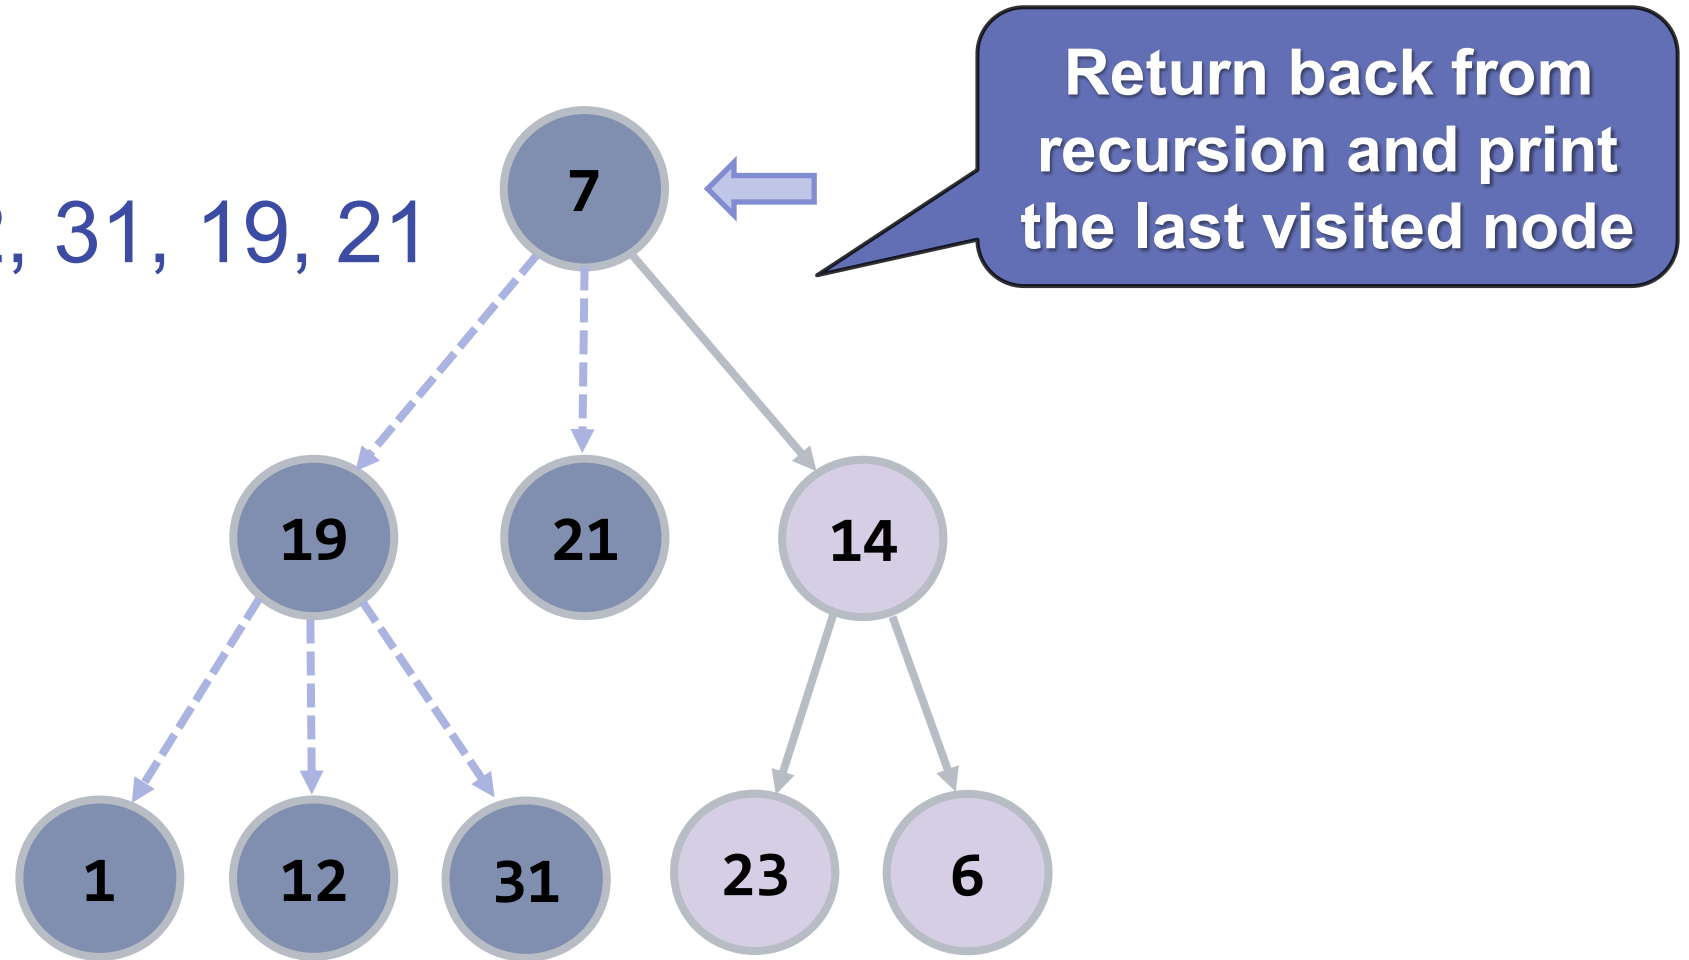 Return back from
recursion and print
the last visited node
7
, 31, 19, 21
19
21
14
1
12
31
23
6